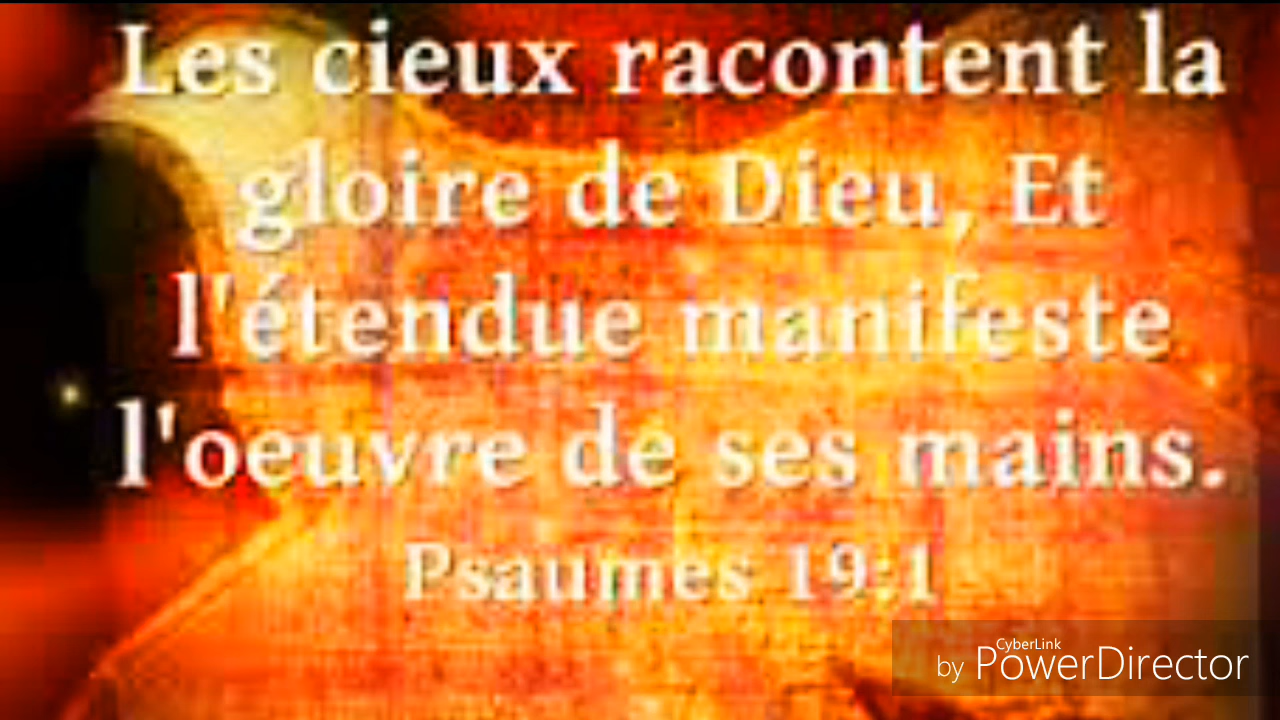 Les cieux racontent la
gloire de Dieu, Et
l'étendue manifeste
l'oeuvre de ses mains.
Psaumes 19:1
CyberLink
by PowerDirector